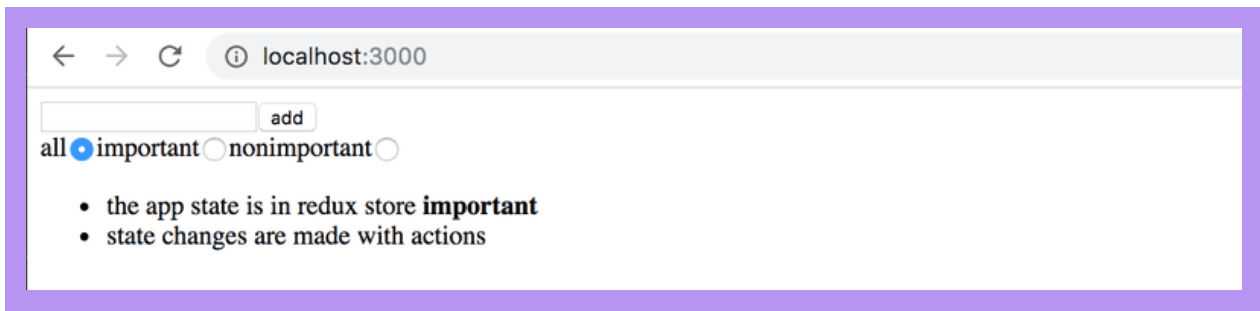 localhost:3000
add
all important nonimportant
the app state is in redux store important
state changes are made with actions